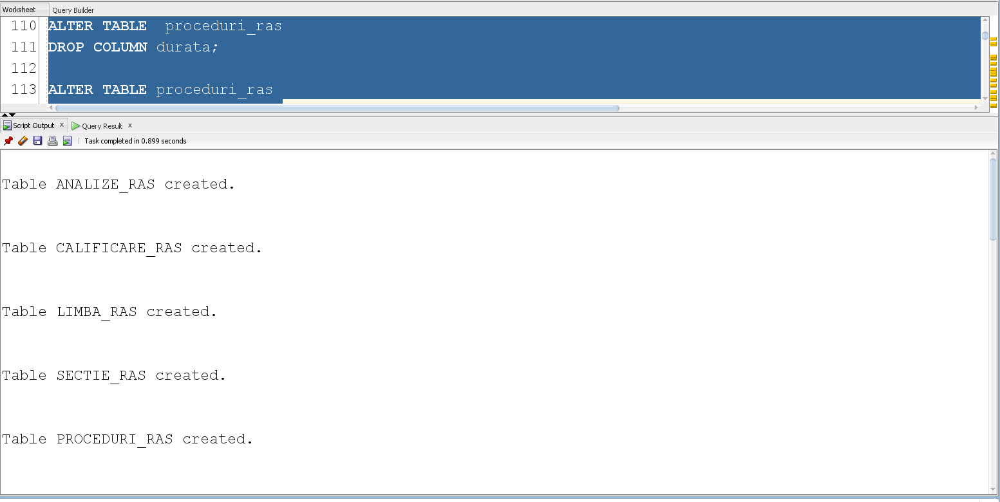 Worksheet Query Builder
110 ALTER TABLE  proceduri_ras
111 DROP COLUMN durata;
112
113 ALTER TABLE proceduri_ras
Script Output x Query Result x
Task completed in 0.899 seconds
Table ANALIZE_RAS created.
Table CALIFICARE_RAS created.
Table LIMBA_RAS created.
Table SECTIE_RAS created.
Table PROCEDURI_RAS created.